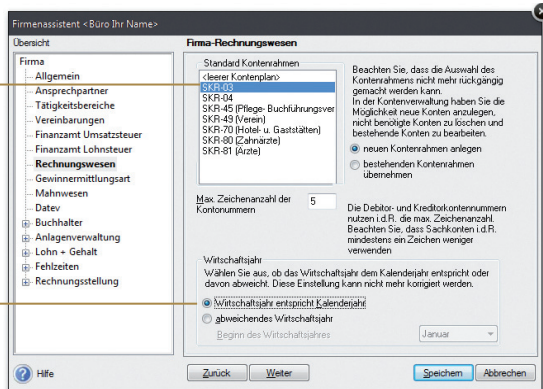 Firmenassistent <Büro Ihr Name>
Übersicht
Firma
Allgemein
Ansprechpartner
Tätigkeitsbereiche
Vereinbarungen
Finanzamt Umsatzsteuer
Finanzamt Lohnsteuer
Rechnungswesen
Gewinnermittlungsart
Mahnwesen
Datev
Buchhalter
Anlagenverwaltung
Lohn + Gehalt
Fehlzeiten
Rechnungsstellung
Firma-Rechnungswesen
Standard Kontenrahmen
<leerer Kontenplan>
SKR-03
SKR-04
SKR-45 (Pflege- Buchführungsver
SKR-49 (Verein)
SKR-70 (Hotel- u. Gaststätten)
SKR-80 (Zahnärzte)
SKR-81 (Ärzte)
Beachten Sie, dass die Auswahl des
Kontenrahmens nicht mehr rückgängig
gemacht werden kann.
In der Kontenverwaltung haben Sie die
Möglichkeit neue Konten anzulegen,
nicht benötigte Konten zu löschen und
bestehende Konten zu bearbeiten.
neuen Kontenrahmen anlegen
bestehenden Kontenrahmen
übernehmen
Max. Zeichenanzahl der
Kontonummern
5
Die Debitor- und Kreditorkontennummern
nutzen i.d.R. die max. Zeichenanzahl.
Beachten Sie, dass Sachkonten i.d.R.
mindestens ein Zeichen weniger
verwenden
Wirtschaftsjahr
Wählen Sie aus, ob das Wirtschaftsjahr dem Kalenderjahr entspricht oder
davon abweicht. Diese Einstellung kann nicht mehr korrigiert werden.
Wirtschaftsjahr entspricht Kalenderjahr
abweichendes Wirtschaftsjahr
Beginn des Wirtschaftsjahres
Januar
Hilfe
Zurück
Weiter
Speichern
Abbrechen